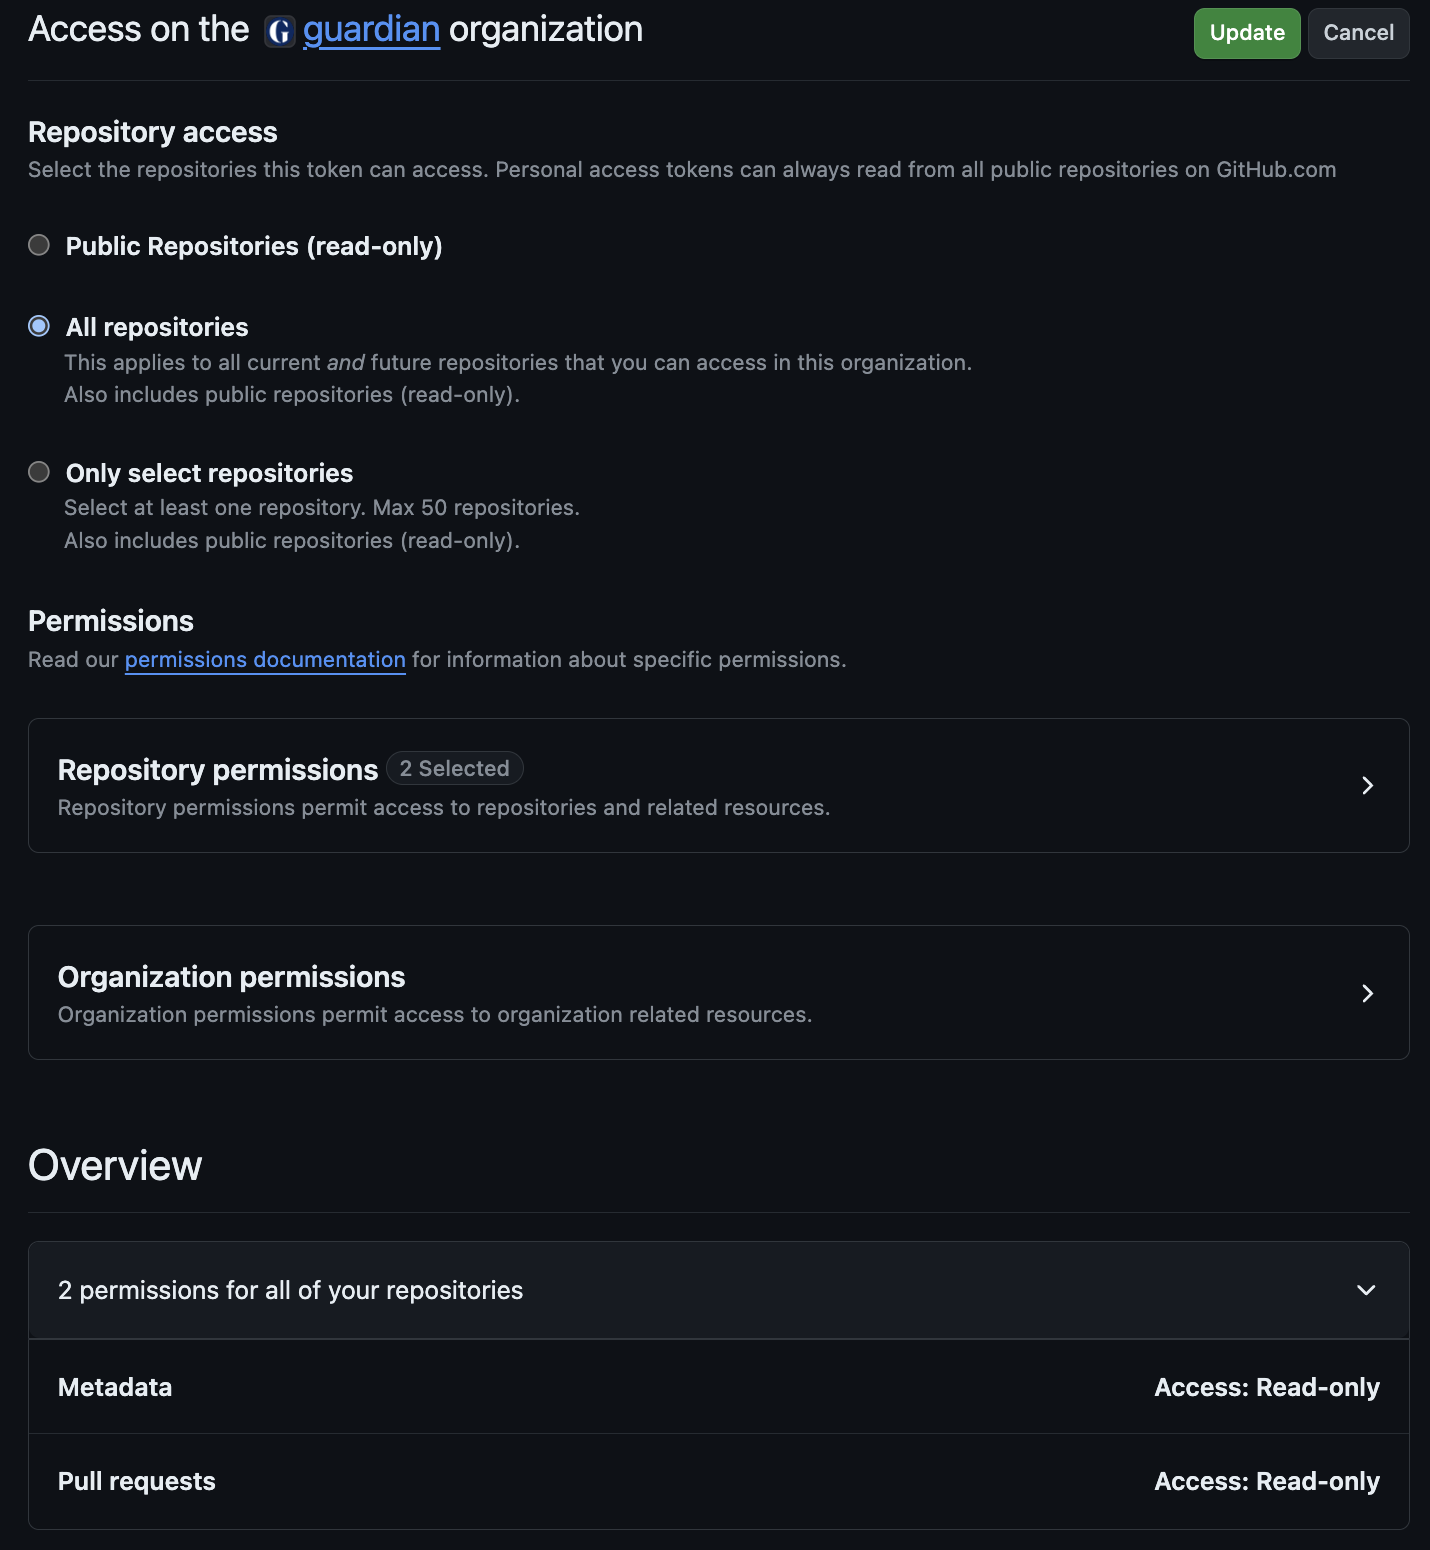 Access on the guardian organization
Update
Cancel
Repository access
Select the repositories this token can access. Personal access tokens can always read from all public repositories on GitHub.com
Public Repositories (read-only)
All repositories
This applies to all current and future repositories that you can access in this organization.
Also includes public repositories (read-only).
Only select repositories
Select at least one repository. Max 50 repositories.
Also includes public repositories (read-only).
Permissions
Read our permissions documentation for information about specific permissions.
Repository permissions 2 Selected
Repository permissions permit access to repositories and related resources.
Organization permissions
Organization permissions permit access to organization related resources.
Overview
2 permissions for all of your repositories
Metadata Access: Read-only
Pull requests Access: Read-only